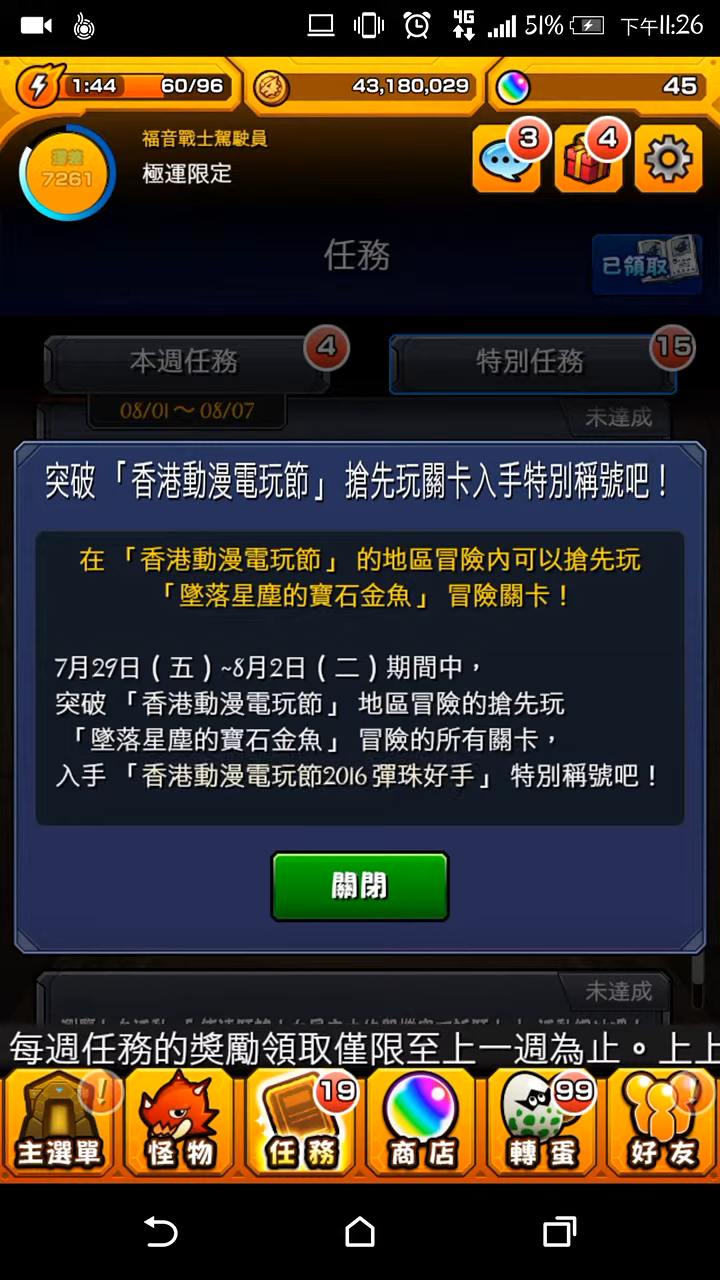 4G 51% 下午11:26
1:44 60/96 43,180,029 45
7261
福音戰士駕駛員
極運限定
3
4
任務
已領取
本週任務 4
特別任務 15
08/01～08/07
未達成
突破「香港動漫電玩節」搶先玩關卡入手特別稱號吧！
在「香港動漫電玩節」的地區冒險內可以搶先玩
「墜落星塵的寶石金魚」冒險關卡！
7月29日(五)~8月2日(二)期間中，
突破「香港動漫電玩節」地區冒險的搶先玩
「墜落星塵的寶石金魚」冒險的所有關卡，
入手「香港動漫電玩節2016彈珠好手」特別稱號吧！
關閉
未達成
每週任務的獎勵領取僅限至上一週為止。上上
! 19 99 !
主選單 怪物 任務 商店 轉蛋 好友